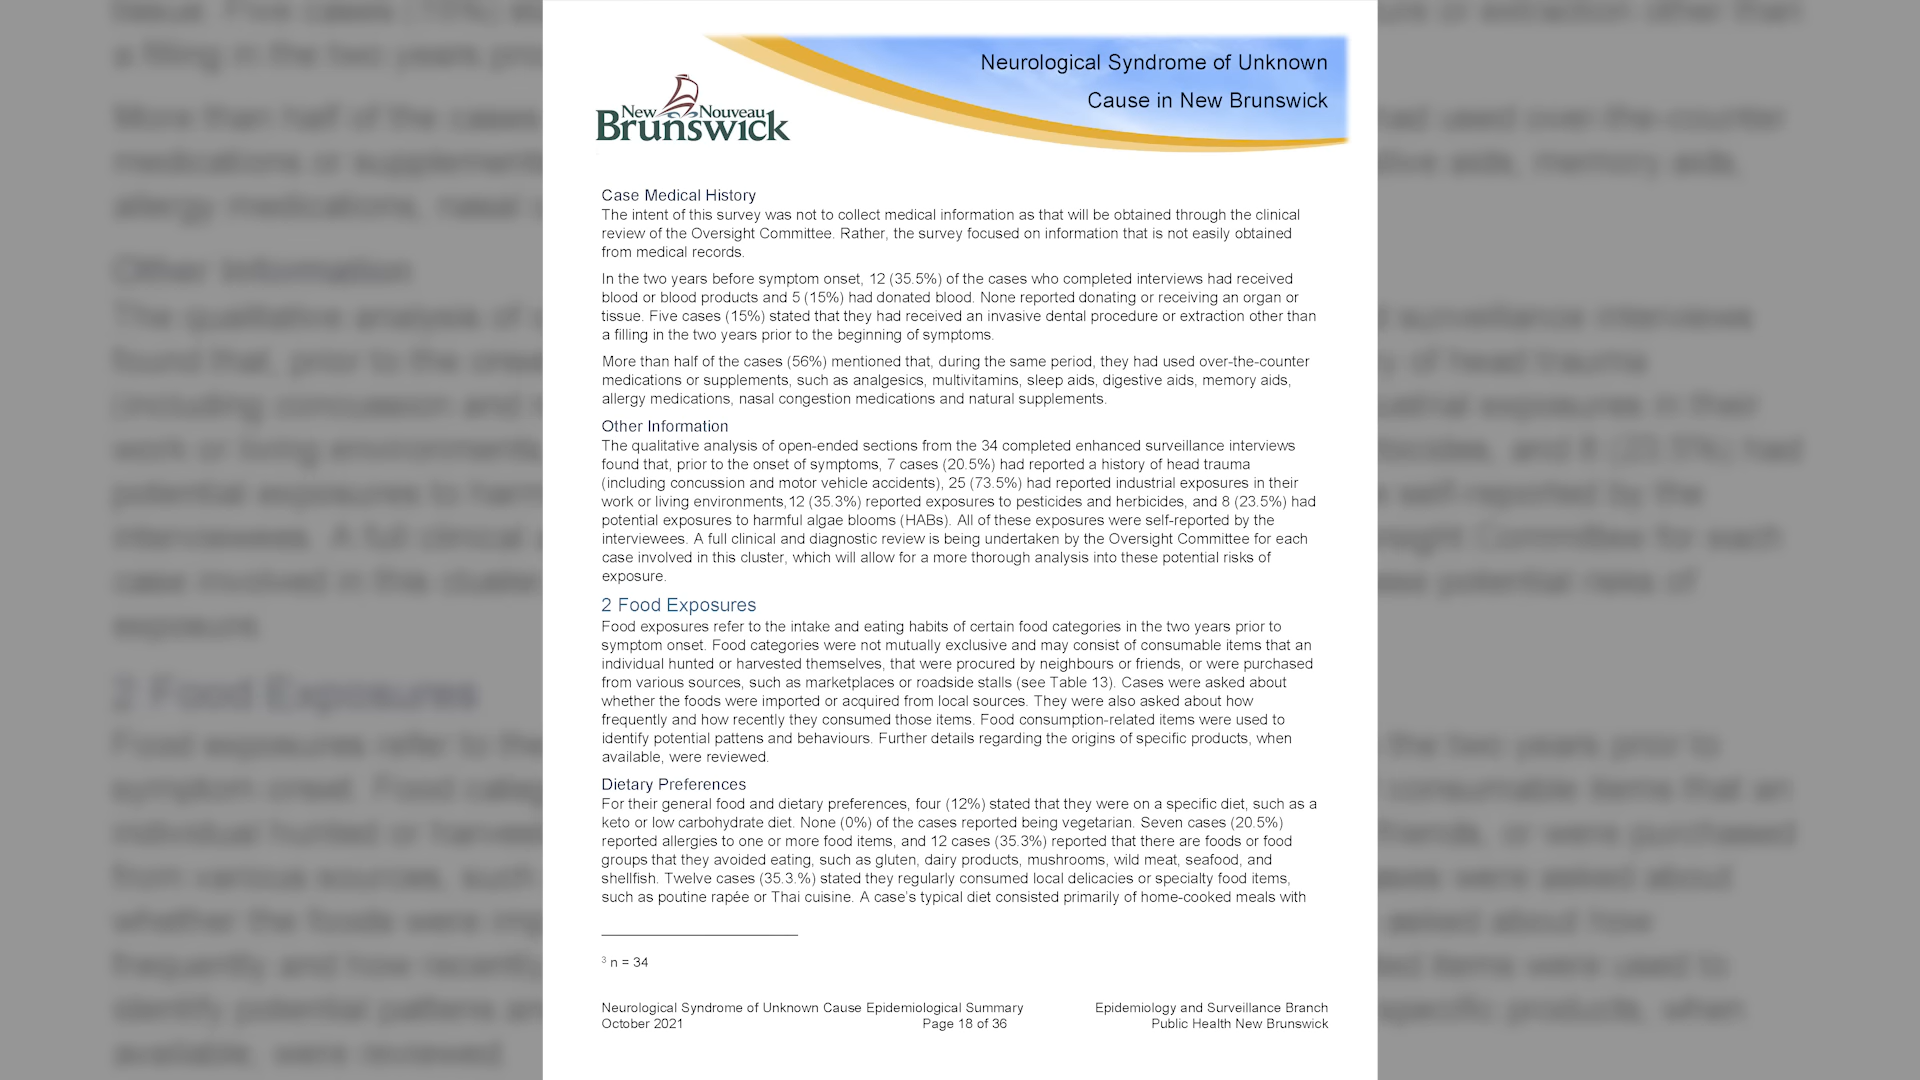 Neurological Syndrome of Unknown
Cause in New Brunswick
New Nouveau
Brunswick
Case Medical History
The intent of this survey was not to collect medical information as that will be obtained through the clinical
review of the Oversight Committee. Rather, the survey focused on information that is not easily obtained
from medical records.
In the two years before symptom onset, 12 (35.5%) of the cases who completed interviews had received
blood or blood products and 5 (15%) had donated blood. None reported donating or receiving an organ or
tissue. Five cases (15%) stated that they had received an invasive dental procedure or extraction other than
a filling in the two years prior to the beginning of symptoms.
More than half of the cases (56%) mentioned that, during the same period, they had used over-the-counter
medications or supplements, such as analgesics, multivitamins, sleep aids, digestive aids, memory aids,
allergy medications, nasal congestion medications and natural supplements.
Other Information
The qualitative analysis of open-ended sections from the 34 completed enhanced surveillance interviews
found that, prior to the onset of symptoms, 7 cases (20.5%) had reported a history of head trauma
(including concussion and motor vehicle accidents), 25 (73.5%) had reported industrial exposures in their
work or living environments,12 (35.3%) reported exposures to pesticides and herbicides, and 8 (23.5%) had
potential exposures to harmful algae blooms (HABs). All of these exposures were self-reported by the
interviewees. A full clinical and diagnostic review is being undertaken by the Oversight Committee for each
case involved in this cluster, which will allow for a more thorough analysis into these potential risks of
exposure.
2 Food Exposures
Food exposures refer to the intake and eating habits of certain food categories in the two years prior to
symptom onset. Food categories were not mutually exclusive and may consist of consumable items that an
individual hunted or harvested themselves, that were procured by neighbours or friends, or were purchased
from various sources, such as marketplaces or roadside stalls (see Table 13). Cases were asked about
whether the foods were imported or acquired from local sources. They were also asked about how
frequently and how recently they consumed those items. Food consumption-related items were used to
identify potential pattens and behaviours. Further details regarding the origins of specific products, when
available, were reviewed.
Dietary Preferences
For their general food and dietary preferences, four (12%) stated that they were on a specific diet, such as a
keto or low carbohydrate diet. None (0%) of the cases reported being vegetarian. Seven cases (20.5%)
reported allergies to one or more food items, and 12 cases (35.3%) reported that there are foods or food
groups that they avoided eating, such as gluten, dairy products, mushrooms, wild meat, seafood, and
shellfish. Twelve cases (35.3.%) stated they regularly consumed local delicacies or specialty food items,
such as poutine rapée or Thai cuisine. A case's typical diet consisted primarily of home-cooked meals with
3 n = 34
Neurological Syndrome of Unknown Cause Epidemiological Summary
Epidemiology and Surveillance Branch
October 2021
Page 18 of 36
Public Health New Brunswick